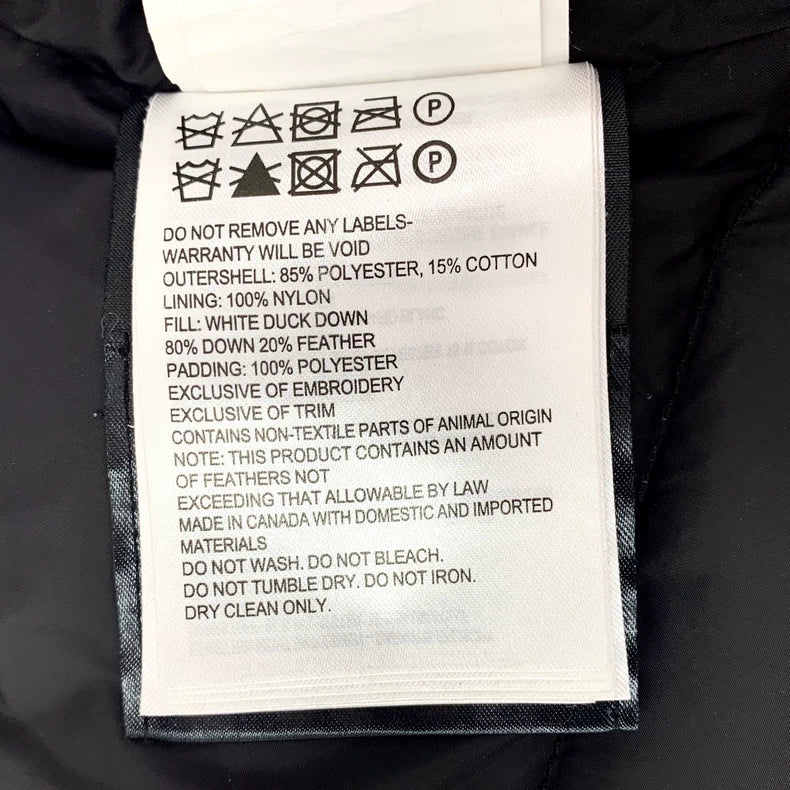 P
P
DO NOT REMOVE ANY LABELS-
WARRANTY WILL BE VOID
OUTERSHELL: 85% POLYESTER, 15% COTTON
LINING: 100% NYLON
FILL: WHITE DUCK DOWN
80% DOWN 20% FEATHER
PADDING: 100% POLYESTER
EXCLUSIVE OF EMBROIDERY
EXCLUSIVE OF TRIM
CONTAINS NON-TEXTILE PARTS OF ANIMAL ORIGIN
NOTE: THIS PRODUCT CONTAINS AN AMOUNT
OF FEATHERS NOT
EXCEEDING THAT ALLOWABLE BY LAW
MADE IN CANADA WITH DOMESTIC AND IMPORTED
MATERIALS
DO NOT WASH. DO NOT BLEACH.
DO NOT TUMBLE DRY. DO NOT IRON.
DRY CLEAN ONLY.